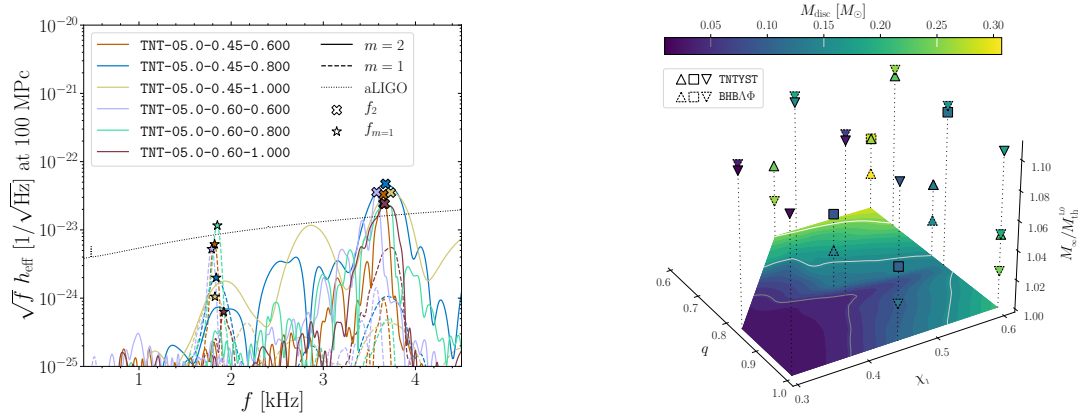 10⁻²⁰
10⁻²¹
10⁻²²
10⁻²³
10⁻²⁴
10⁻²⁵
√f h_eff [1/√Hz] at 100 MPc
TNT-05.0-0.45-0.600
TNT-05.0-0.45-0.800
TNT-05.0-0.45-1.000
TNT-05.0-0.60-0.600
TNT-05.0-0.60-0.800
TNT-05.0-0.60-1.000
m = 2
m = 1
aLIGO
f₂
f_{m=1}
1 2 3 4
f [kHz]
M_disc [M_⊙]
0.05 0.10 0.15 0.20 0.25 0.30
TNTYST
BHBΛΦ
1.10
1.08
1.06
1.04
1.02
1.00
M_∞/M_th^{1.0}
0.6
0.7
0.8
0.9
1.0
q
0.3
0.4
0.5
0.6
χ₁